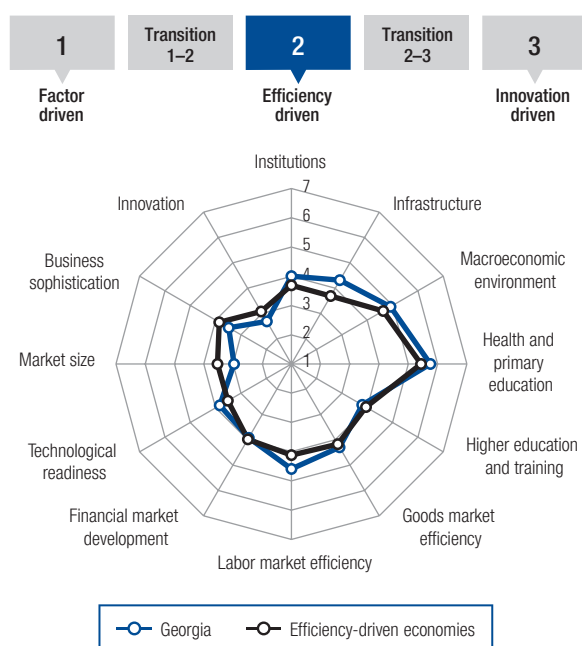 1
Transition
1–2
2
Transition
2–3
3
Factor
driven
Efficiency
driven
Innovation
driven
Institutions
Infrastructure
Macroeconomic
environment
Health and
primary
education
Higher education
and training
Goods market
efficiency
Labor market efficiency
Financial market
development
Technological
readiness
Market size
Business
sophistication
Innovation
7
6
5
4
3
2
1
Georgia
Efficiency-driven economies